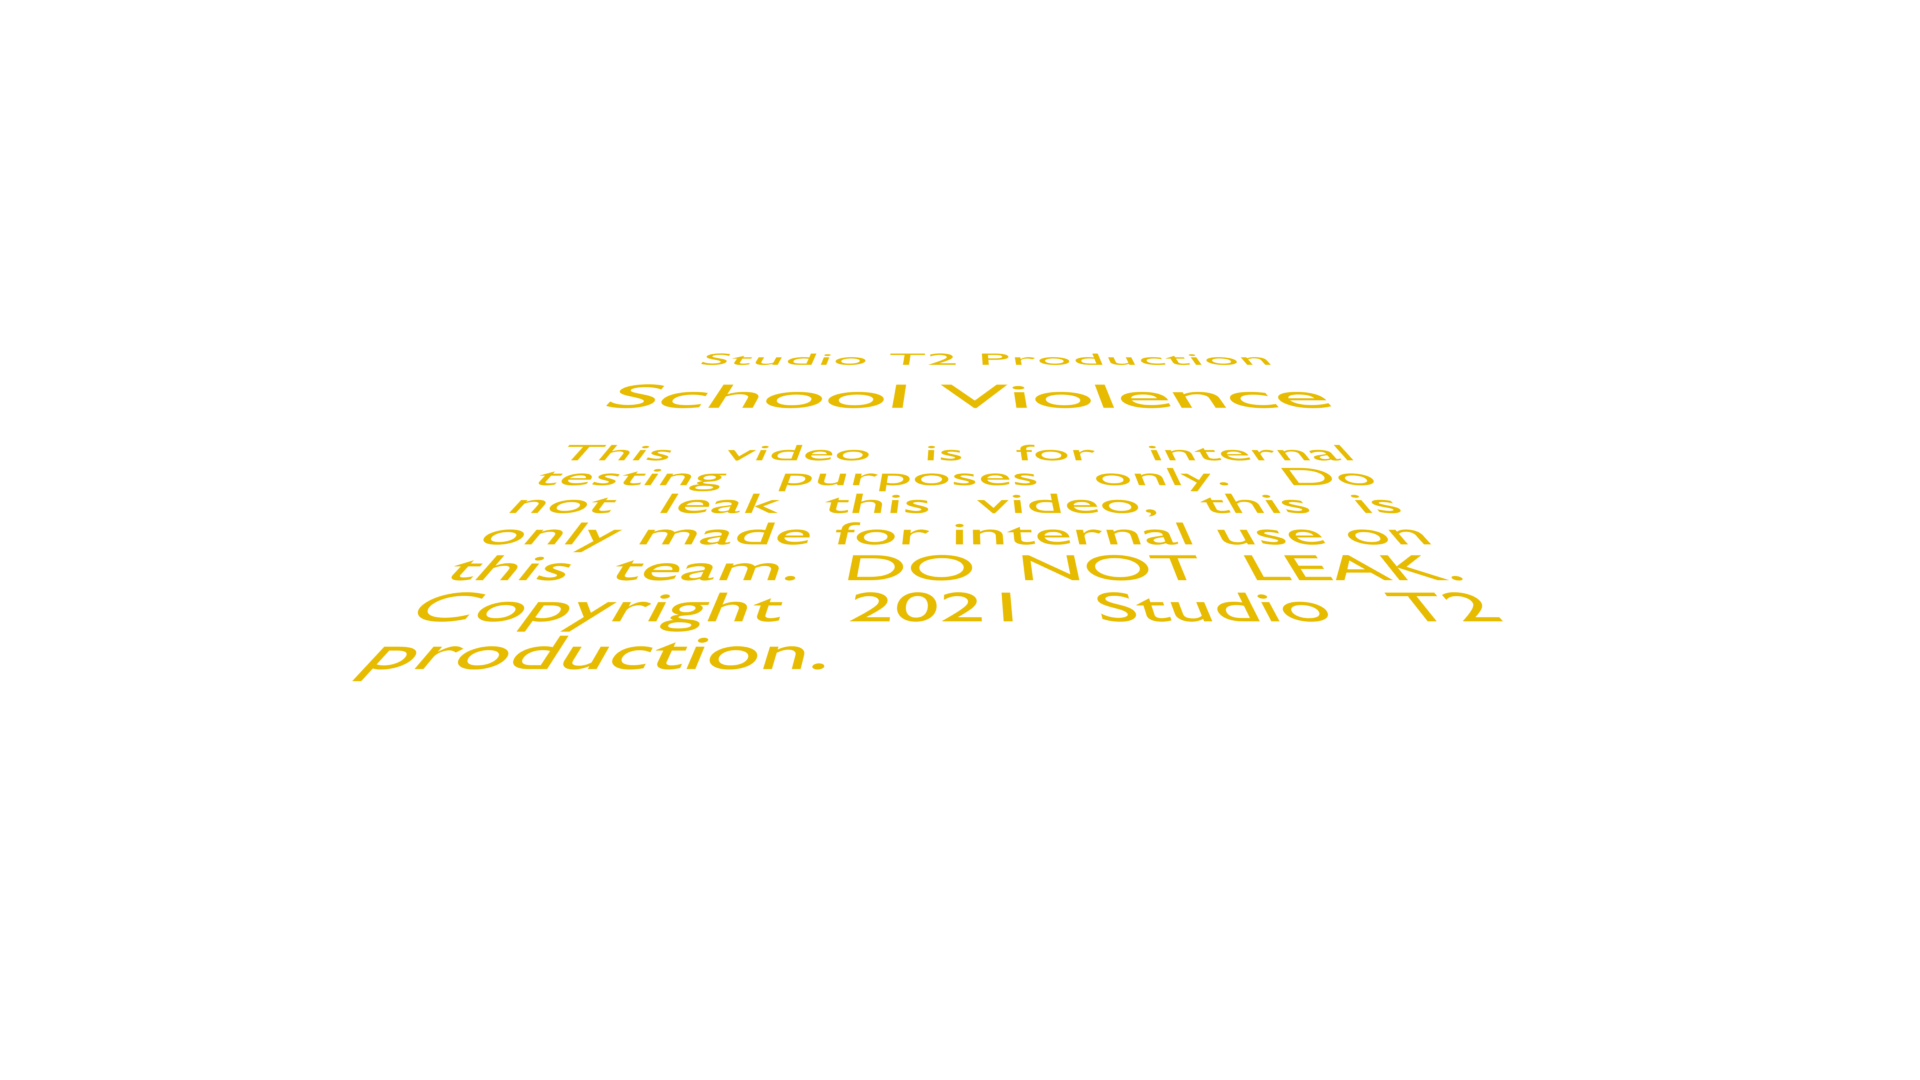 Studio T2 Production
School Violence
This video is for internal
testing purposes only. Do
not leak this video, this is
only made for internal use on
this team. DO NOT LEAK.
Copyright 2021 Studio T2
production.